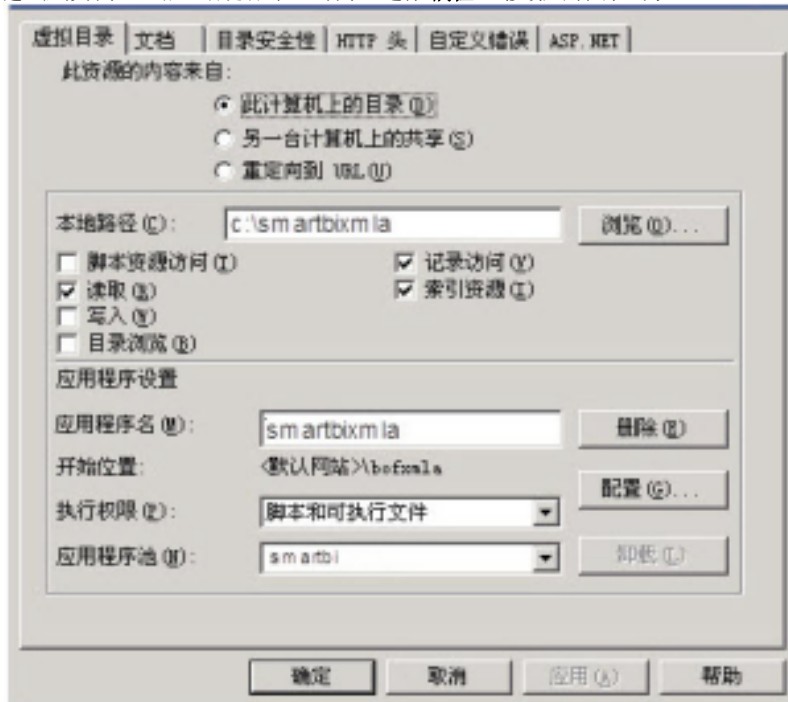 虚拟目录 文档 目录安全性 HTTP 头 自定义错误 ASP.NET
此资源的内容来自:
此计算机上的目录(D)
另一台计算机上的共享(S)
重定向到 URL(U)
本地路径(C): c:\smartbixmla 浏览(O)...
脚本资源访问(T) 记录访问(V)
读取(R) 索引资源(I)
写入(W)
目录浏览(B)
应用程序设置
应用程序名(M): smartbixmla 删除(E)
开始位置: <默认网站>\bofxmla
配置(G)...
执行权限(P): 脚本和可执行文件
应用程序池(N): smartbi 卸载(L)
确定 取消 应用(A) 帮助